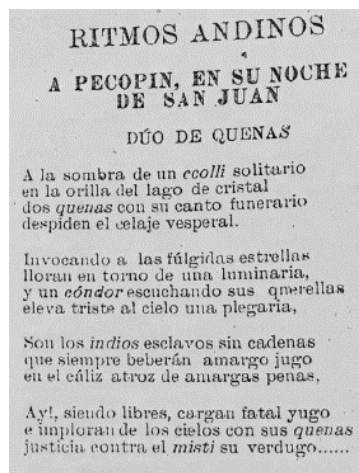 RITMOS ANDINOS
A PECOPIN, EN SU NOCHE
DE SAN JUAN
DÚO DE QUENAS
A la sombra de un ccolli solitario
en la orilla del lago de cristal
dos quenas con su canto funerario
despiden el celaje vesperal.
Invocando a las fúlgidas estrellas
lloran en torno de una luminaria,
y un cóndor escuchando sus querellas
eleva triste al cielo una plegaria,
Son los indios esclavos sin cadenas
que siempre beberán amargo jugo
en el cáliz atroz de amargas penas,
Ay!, siendo libres, cargan fatal yugo
e imploran de los cielos con sus quenas
justicia contra el misti su verdugo......